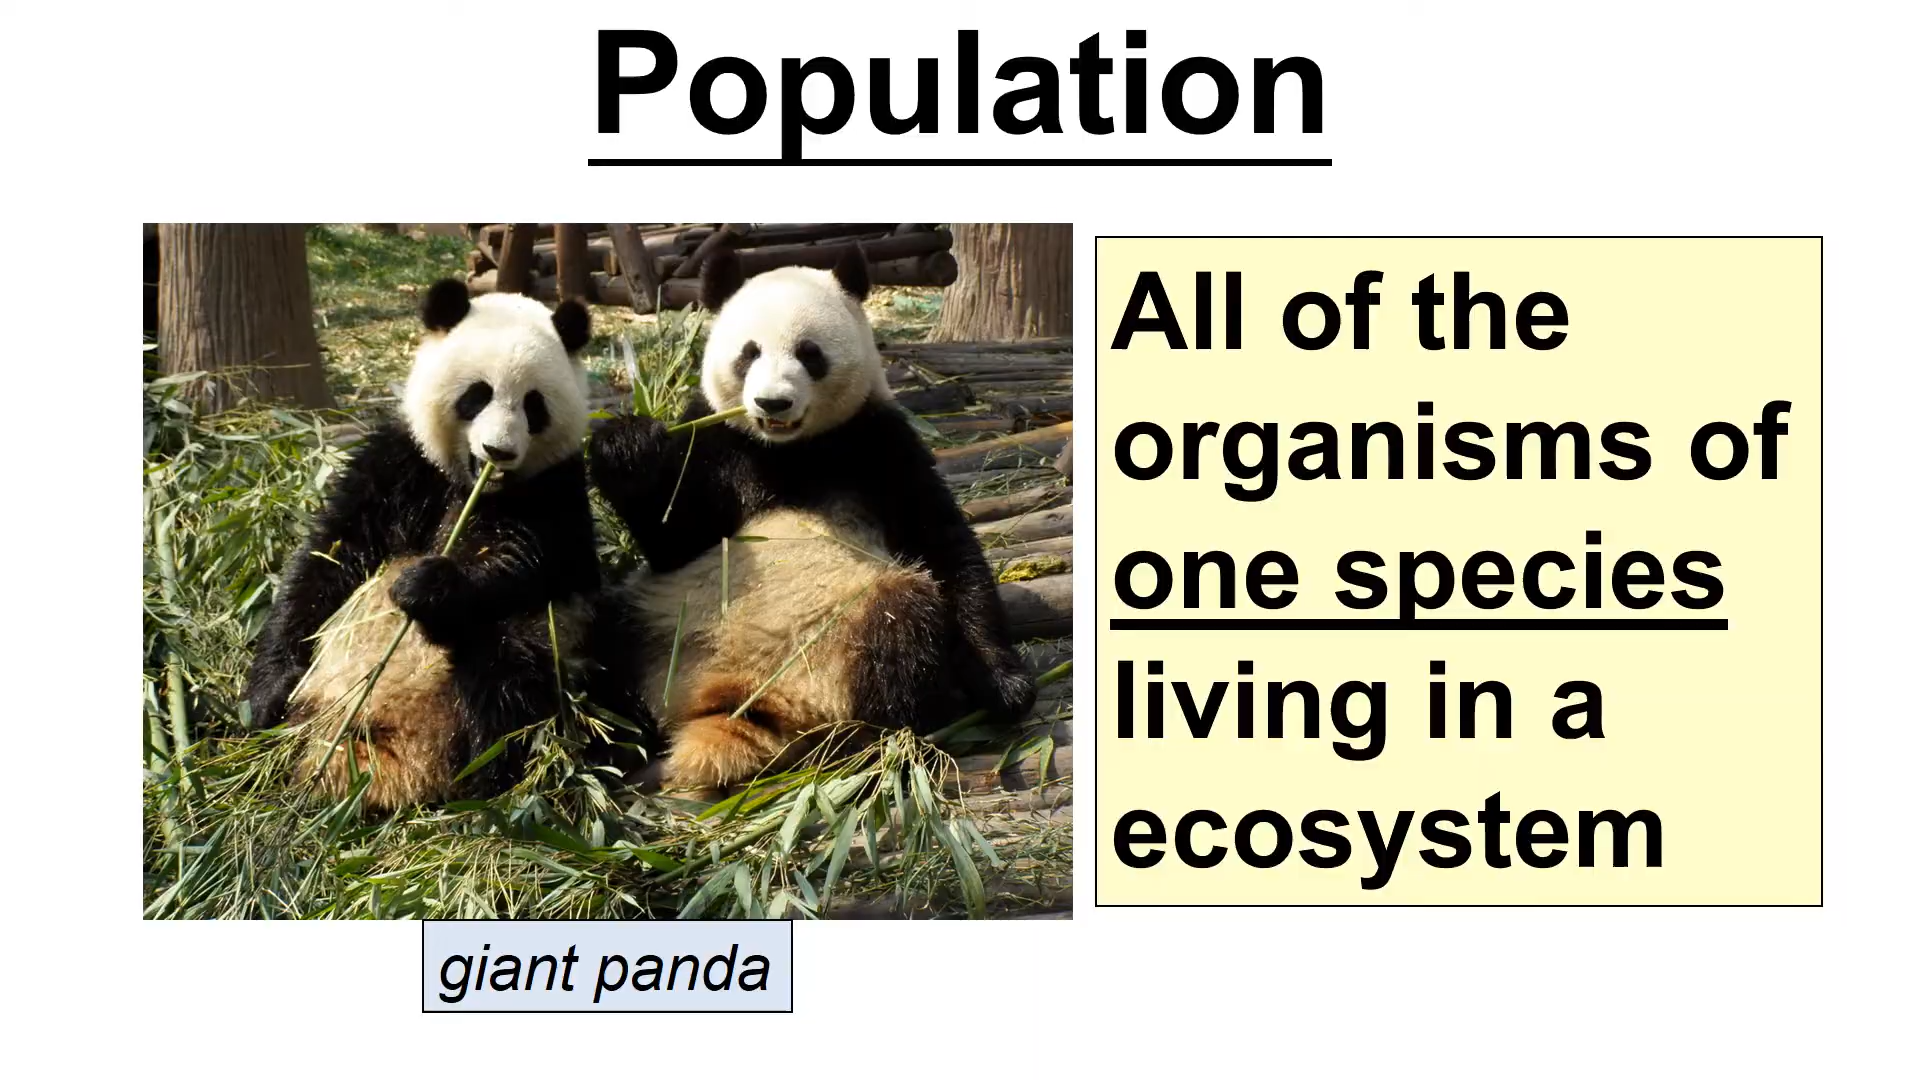 Population
All of the
organisms of
one species
living in a
ecosystem
giant panda